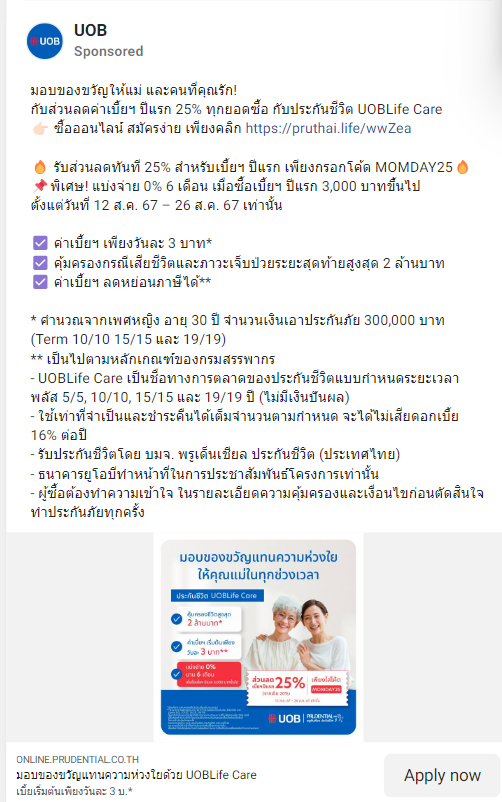 UOB
UOB
Sponsored
มอบของขวัญให้แม่ และคนที่คุณรัก!
กับส่วนลดค่าเบี้ยฯ ปีแรก 25% ทุกยอดซื้อ กับประกันชีวิต UOBLife Care
👉🏻 ซื้อออนไลน์ สมัครง่าย เพียงคลิก https://pruthai.life/wwZea
🔥 รับส่วนลดทันที 25% สำหรับเบี้ยฯ ปีแรก เพียงกรอกโค้ด MOMDAY25🔥
📌พิเศษ! แบ่งจ่าย 0% 6 เดือน เมื่อซื้อเบี้ยฯ ปีแรก 3,000 บาทขึ้นไป
ตั้งแต่วันที่ 12 ส.ค. 67 – 26 ส.ค. 67 เท่านั้น
☑️ ค่าเบี้ยฯ เพียงวันละ 3 บาท*
☑️ คุ้มครองกรณีเสียชีวิตและภาวะเจ็บป่วยระยะสุดท้ายสูงสุด 2 ล้านบาท
☑️ ค่าเบี้ยฯ ลดหย่อนภาษีได้**
* คำนวณจากเพศหญิง อายุ 30 ปี จำนวนเงินเอาประกันภัย 300,000 บาท
(Term 10/10 15/15 และ 19/19)
** เป็นไปตามหลักเกณฑ์ของกรมสรรพากร
- UOBLife Care เป็นชื่อทางการตลาดของประกันชีวิตแบบกำหนดระยะเวลา
พลัส 5/5, 10/10, 15/15 และ 19/19 ปี (ไม่มีเงินปันผล)
- ใช้เท่าที่จำเป็นและชำระคืนได้เต็มจำนวนตามกำหนด จะได้ไม่เสียดอกเบี้ย
16% ต่อปี
- รับประกันชีวิตโดย บมจ. พรูเด็นเชียล ประกันชีวิต (ประเทศไทย)
- ธนาคารยูโอบีทำหน้าที่ในการประชาสัมพันธ์โครงการเท่านั้น
- ผู้ซื้อต้องทำความเข้าใจ ในรายละเอียดความคุ้มครองและเงื่อนไขก่อนตัดสินใจ
ทำประกันภัยทุกครั้ง
มอบของขวัญแทนความห่วงใย
ให้คุณแม่ในทุกช่วงเวลา
ประกันชีวิต UOBLife Care
คุ้มครองชีวิตสูงสุด
2 ล้านบาท*
ค่าเบี้ยฯ เริ่มต้นเพียง
วันละ 3 บาท**
แบ่งจ่าย 0%
นาน 6 เดือน
ส่วนลด
เบี้ยปีแรก
25%
เพียงใส่โค้ด
MOMDAY25
UOB
PRUDENTIAL
ONLINE.PRUDENTIAL.CO.TH
มอบของขวัญแทนความห่วงใยด้วย UOBLife Care
เบี้ยเริ่มต้นเพียงวันละ 3 บ.*
Apply now